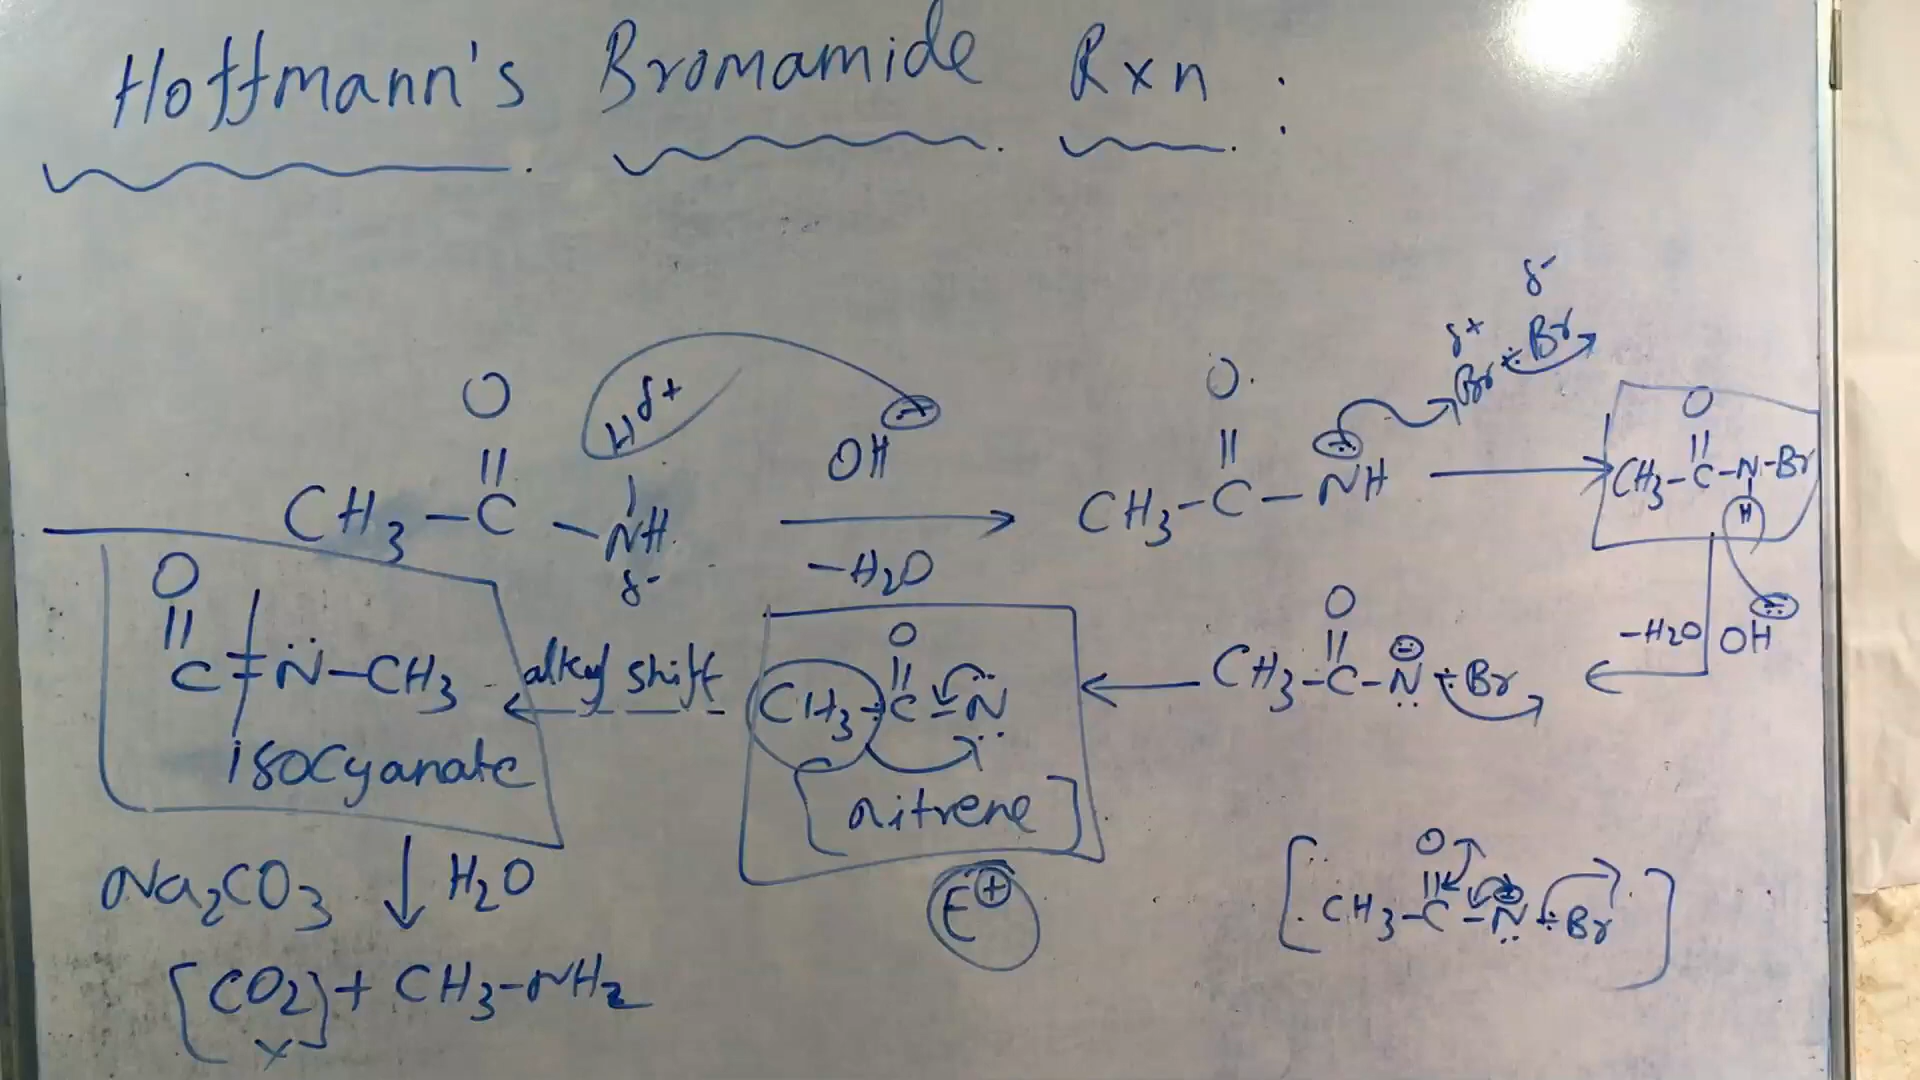 Hoffmann's Bromamide Rxn :
δ-
δ+ Br : Br
O Hδ+ O O
|| OH || ||
CH3 - C - NH CH3 - C - NH CH3 - C - N - Br
δ- -H2O H
O O O
|| || || -H2O OH
C = N - CH3 alkyl shift CH3 - C - N CH3 - C - N : Br
isocyanate
[nitrene]
Na2CO3 H2O E+ O
||
[CH3 - C - N : Br]
[CO2] + CH3 - NH2
x